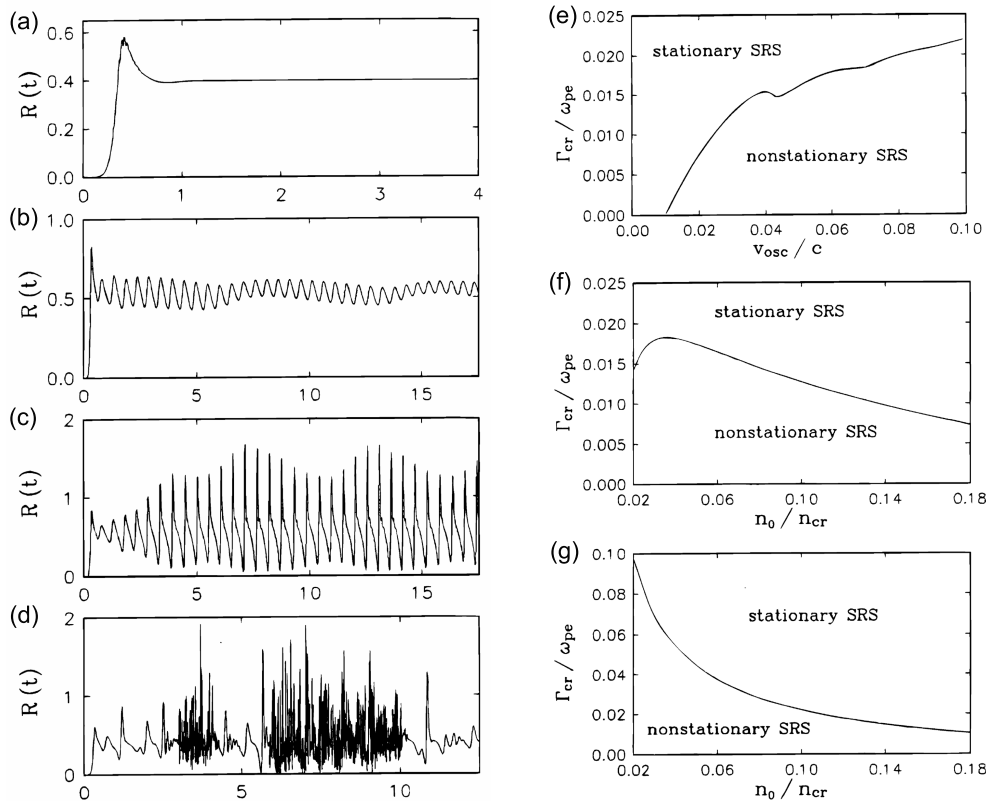 (a)
R(t)
0.6
0.4
0.2
0.0
0 1 2 3 4
(b)
R(t)
1.0
0.5
0.0
0 5 10 15
(c)
R(t)
2
1
0
0 5 10 15
(d)
R(t)
2
1
0
0 5 10
(e)
Γcr / ωpe
0.025
0.020
0.015
0.010
0.005
0.000
stationary SRS
nonstationary SRS
0.00 0.02 0.04 0.06 0.08 0.10
vosc / c
(f)
Γcr / ωpe
0.025
0.020
0.015
0.010
0.005
0.000
stationary SRS
nonstationary SRS
0.02 0.06 0.10 0.14 0.18
n0 / ncr
(g)
Γcr / ωpe
0.10
0.08
0.06
0.04
0.02
0.00
stationary SRS
nonstationary SRS
0.02 0.06 0.10 0.14 0.18
n0 / ncr